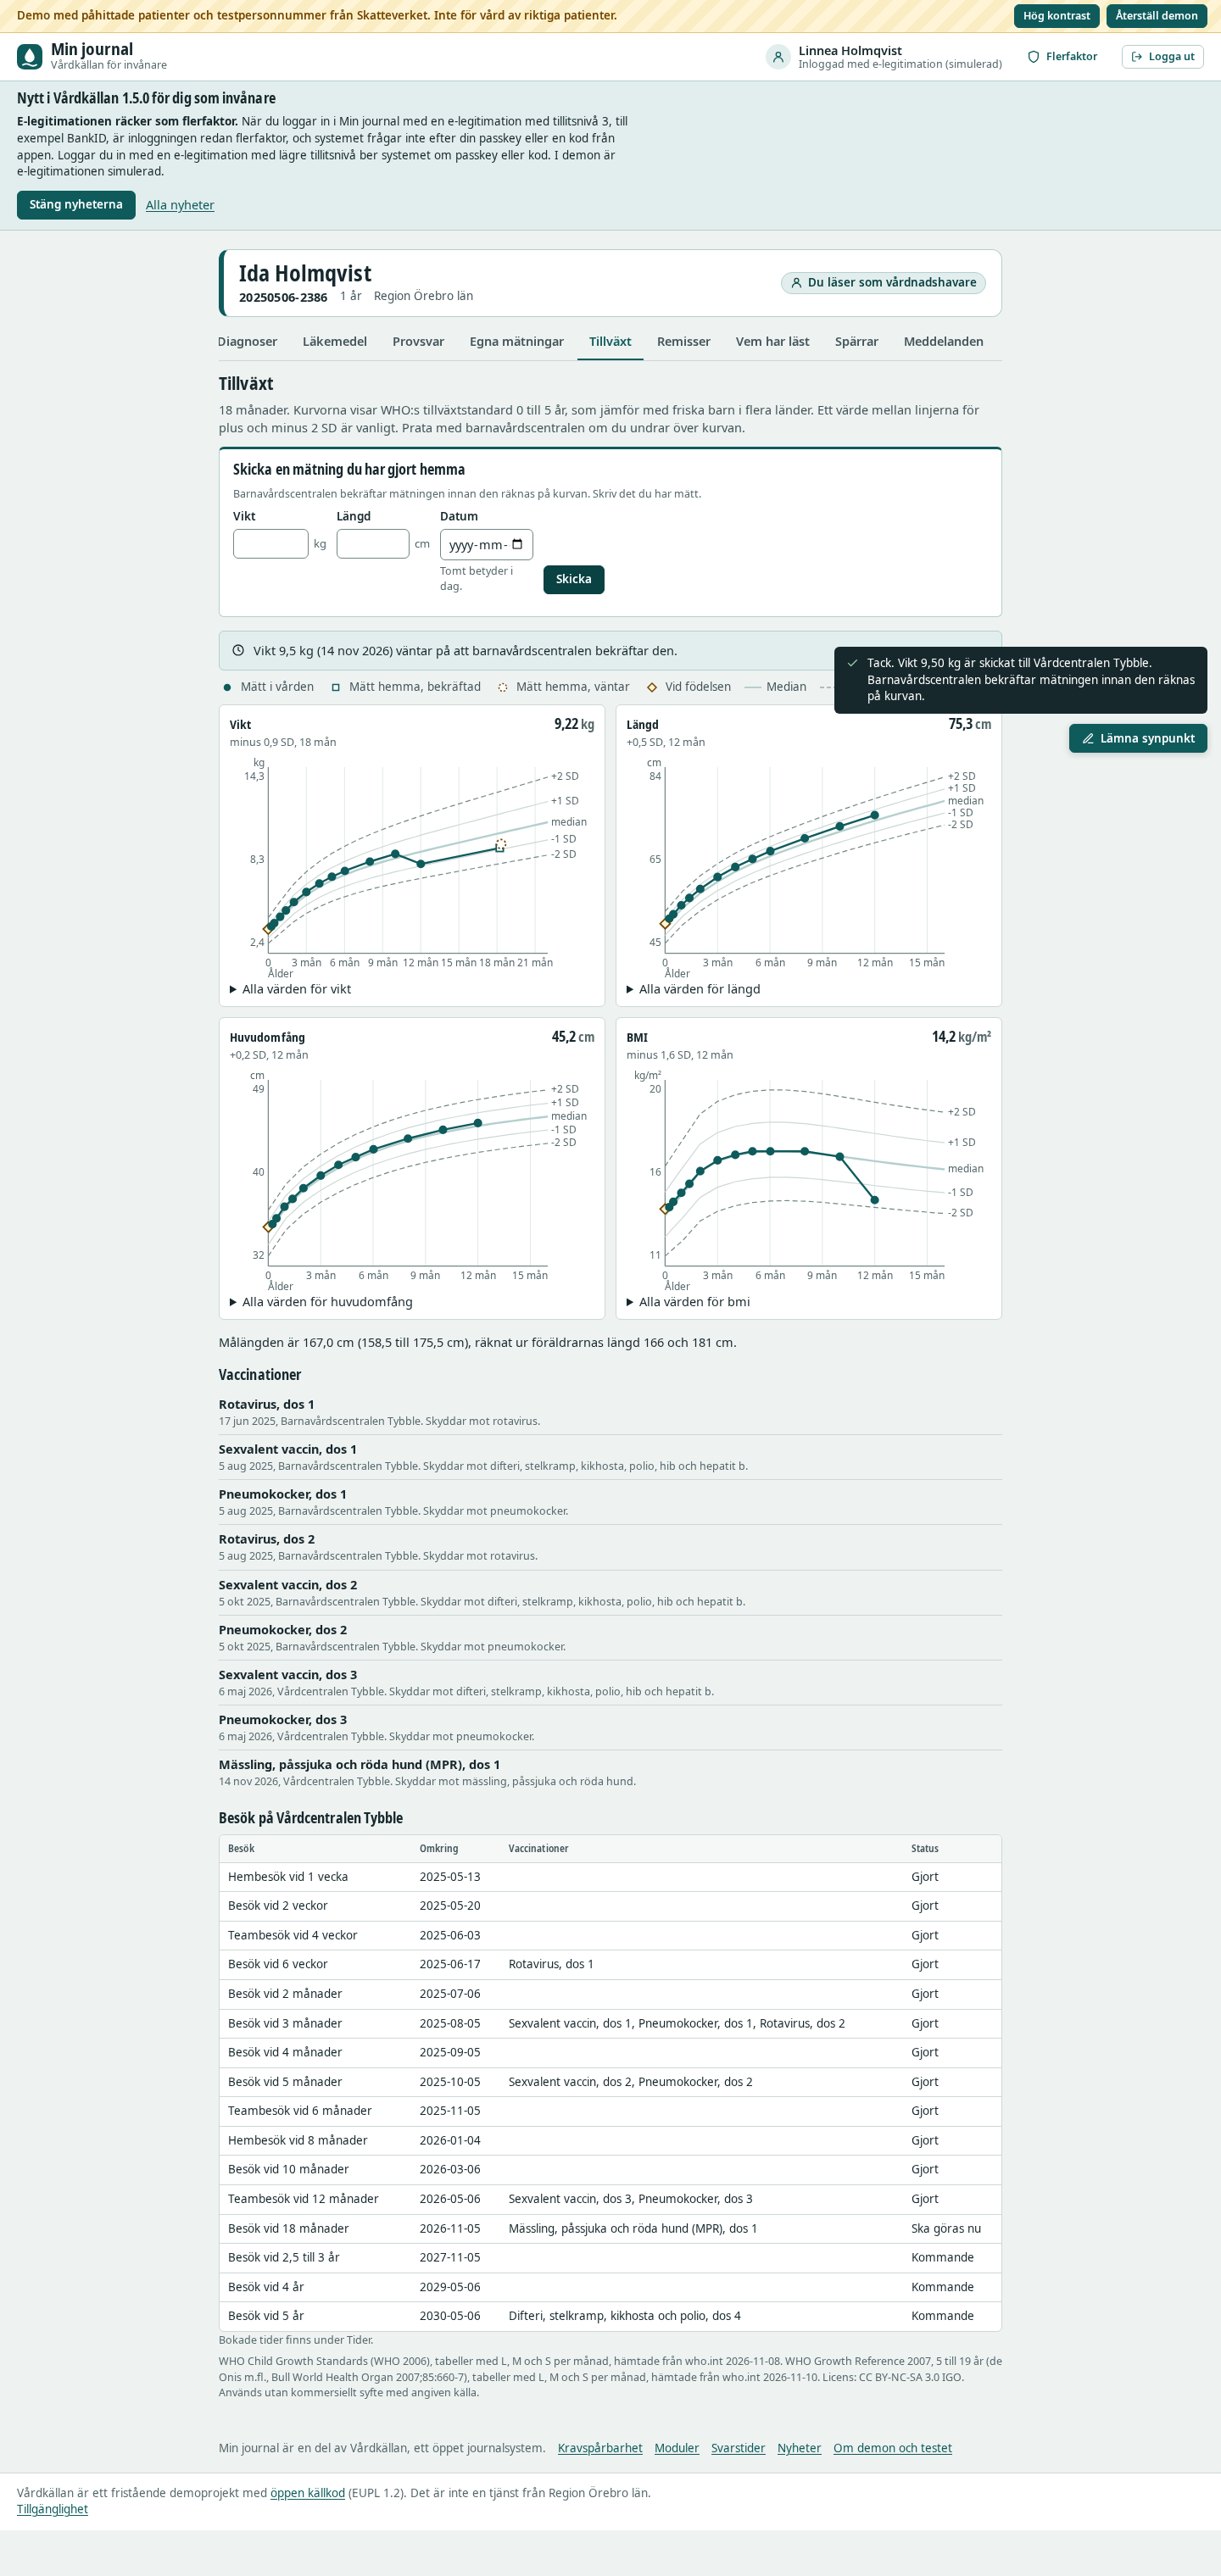 Demo med påhittade patienter och testpersonnummer från Skatteverket. Inte för vård av riktiga patienter.
Hög kontrast
Återställ demon
Min journal
Vårdkällan för invånare
Linnea Holmqvist
Inloggad med e-legitimation (simulerad)
Flerfaktor
Logga ut
Nytt i Vårdkällan 1.5.0 för dig som invånare
E-legitimationen räcker som flerfaktor. När du loggar in i Min journal med en e-legitimation med tillitsnivå 3, till
exempel BankID, är inloggningen redan flerfaktor, och systemet frågar inte efter din passkey eller en kod från
appen. Loggar du in med en e-legitimation med lägre tillitsnivå ber systemet om passkey eller kod. I demon är
e-legitimationen simulerad.
Stäng nyheterna
Alla nyheter
Ida Holmqvist
20250506-2386 1 år Region Örebro län
Du läser som vårdnadshavare
Diagnoser Läkemedel Provsvar Egna mätningar Tillväxt Remisser Vem har läst Spärrar Meddelanden
Tillväxt
18 månader. Kurvorna visar WHO:s tillväxtstandard 0 till 5 år, som jämför med friska barn i flera länder. Ett värde mellan linjerna för
plus och minus 2 SD är vanligt. Prata med barnavårdscentralen om du undrar över kurvan.
Skicka en mätning du har gjort hemma
Barnavårdscentralen bekräftar mätningen innan den räknas på kurvan. Skriv det du har mätt.
Vikt Längd Datum
kg cm yyyy-mm-
Tomt betyder i
dag.
Skicka
Vikt 9,5 kg (14 nov 2026) väntar på att barnavårdscentralen bekräftar den.
Tack. Vikt 9,50 kg är skickat till Vårdcentralen Tybble.
Barnavårdscentralen bekräftar mätningen innan den räknas
på kurvan.
Mätt i vården Mätt hemma, bekräftad Mätt hemma, väntar Vid födelsen Median
Lämna synpunkt
Vikt 9,22 kg
minus 0,9 SD, 18 mån
kg
14,3
8,3
2,4
+2 SD
+1 SD
median
-1 SD
-2 SD
0 3 mån 6 mån 9 mån 12 mån 15 mån 18 mån 21 mån
Ålder
Alla värden för vikt
Längd 75,3 cm
+0,5 SD, 12 mån
cm
84
65
45
+2 SD
+1 SD
median
-1 SD
-2 SD
0 3 mån 6 mån 9 mån 12 mån 15 mån
Ålder
Alla värden för längd
Huvudomfång 45,2 cm
+0,2 SD, 12 mån
cm
49
40
32
+2 SD
+1 SD
median
-1 SD
-2 SD
0 3 mån 6 mån 9 mån 12 mån 15 mån
Ålder
Alla värden för huvudomfång
BMI 14,2 kg/m²
minus 1,6 SD, 12 mån
kg/m²
20
16
11
+2 SD
+1 SD
median
-1 SD
-2 SD
0 3 mån 6 mån 9 mån 12 mån 15 mån
Ålder
Alla värden för bmi
Målängden är 167,0 cm (158,5 till 175,5 cm), räknat ur föräldrarnas längd 166 och 181 cm.
Vaccinationer
Rotavirus, dos 1
17 jun 2025, Barnavårdscentralen Tybble. Skyddar mot rotavirus.
Sexvalent vaccin, dos 1
5 aug 2025, Barnavårdscentralen Tybble. Skyddar mot difteri, stelkramp, kikhosta, polio, hib och hepatit b.
Pneumokocker, dos 1
5 aug 2025, Barnavårdscentralen Tybble. Skyddar mot pneumokocker.
Rotavirus, dos 2
5 aug 2025, Barnavårdscentralen Tybble. Skyddar mot rotavirus.
Sexvalent vaccin, dos 2
5 okt 2025, Barnavårdscentralen Tybble. Skyddar mot difteri, stelkramp, kikhosta, polio, hib och hepatit b.
Pneumokocker, dos 2
5 okt 2025, Barnavårdscentralen Tybble. Skyddar mot pneumokocker.
Sexvalent vaccin, dos 3
6 maj 2026, Vårdcentralen Tybble. Skyddar mot difteri, stelkramp, kikhosta, polio, hib och hepatit b.
Pneumokocker, dos 3
6 maj 2026, Vårdcentralen Tybble. Skyddar mot pneumokocker.
Mässling, påssjuka och röda hund (MPR), dos 1
14 nov 2026, Vårdcentralen Tybble. Skyddar mot mässling, påssjuka och röda hund.
Besök på Vårdcentralen Tybble
Besök Omkring Vaccinationer Status
Hembesök vid 1 vecka 2025-05-13 Gjort
Besök vid 2 veckor 2025-05-20 Gjort
Teambesök vid 4 veckor 2025-06-03 Gjort
Besök vid 6 veckor 2025-06-17 Rotavirus, dos 1 Gjort
Besök vid 2 månader 2025-07-06 Gjort
Besök vid 3 månader 2025-08-05 Sexvalent vaccin, dos 1, Pneumokocker, dos 1, Rotavirus, dos 2 Gjort
Besök vid 4 månader 2025-09-05 Gjort
Besök vid 5 månader 2025-10-05 Sexvalent vaccin, dos 2, Pneumokocker, dos 2 Gjort
Teambesök vid 6 månader 2025-11-05 Gjort
Hembesök vid 8 månader 2026-01-04 Gjort
Besök vid 10 månader 2026-03-06 Gjort
Teambesök vid 12 månader 2026-05-06 Sexvalent vaccin, dos 3, Pneumokocker, dos 3 Gjort
Besök vid 18 månader 2026-11-05 Mässling, påssjuka och röda hund (MPR), dos 1 Ska göras nu
Besök vid 2,5 till 3 år 2027-11-05 Kommande
Besök vid 4 år 2029-05-06 Kommande
Besök vid 5 år 2030-05-06 Difteri, stelkramp, kikhosta och polio, dos 4 Kommande
Bokade tider finns under Tider.
WHO Child Growth Standards (WHO 2006), tabeller med L, M och S per månad, hämtade från who.int 2026-11-08. WHO Growth Reference 2007, 5 till 19 år (de
Onis m.fl., Bull World Health Organ 2007;85:660-7), tabeller med L, M och S per månad, hämtade från who.int 2026-11-10. Licens: CC BY-NC-SA 3.0 IGO.
Används utan kommersiellt syfte med angiven källa.
Min journal är en del av Vårdkällan, ett öppet journalsystem. Kravspårbarhet Moduler Svarstider Nyheter Om demon och testet
Vårdkällan är ett fristående demoprojekt med öppen källkod (EUPL 1.2). Det är inte en tjänst från Region Örebro län.
Tillgänglighet